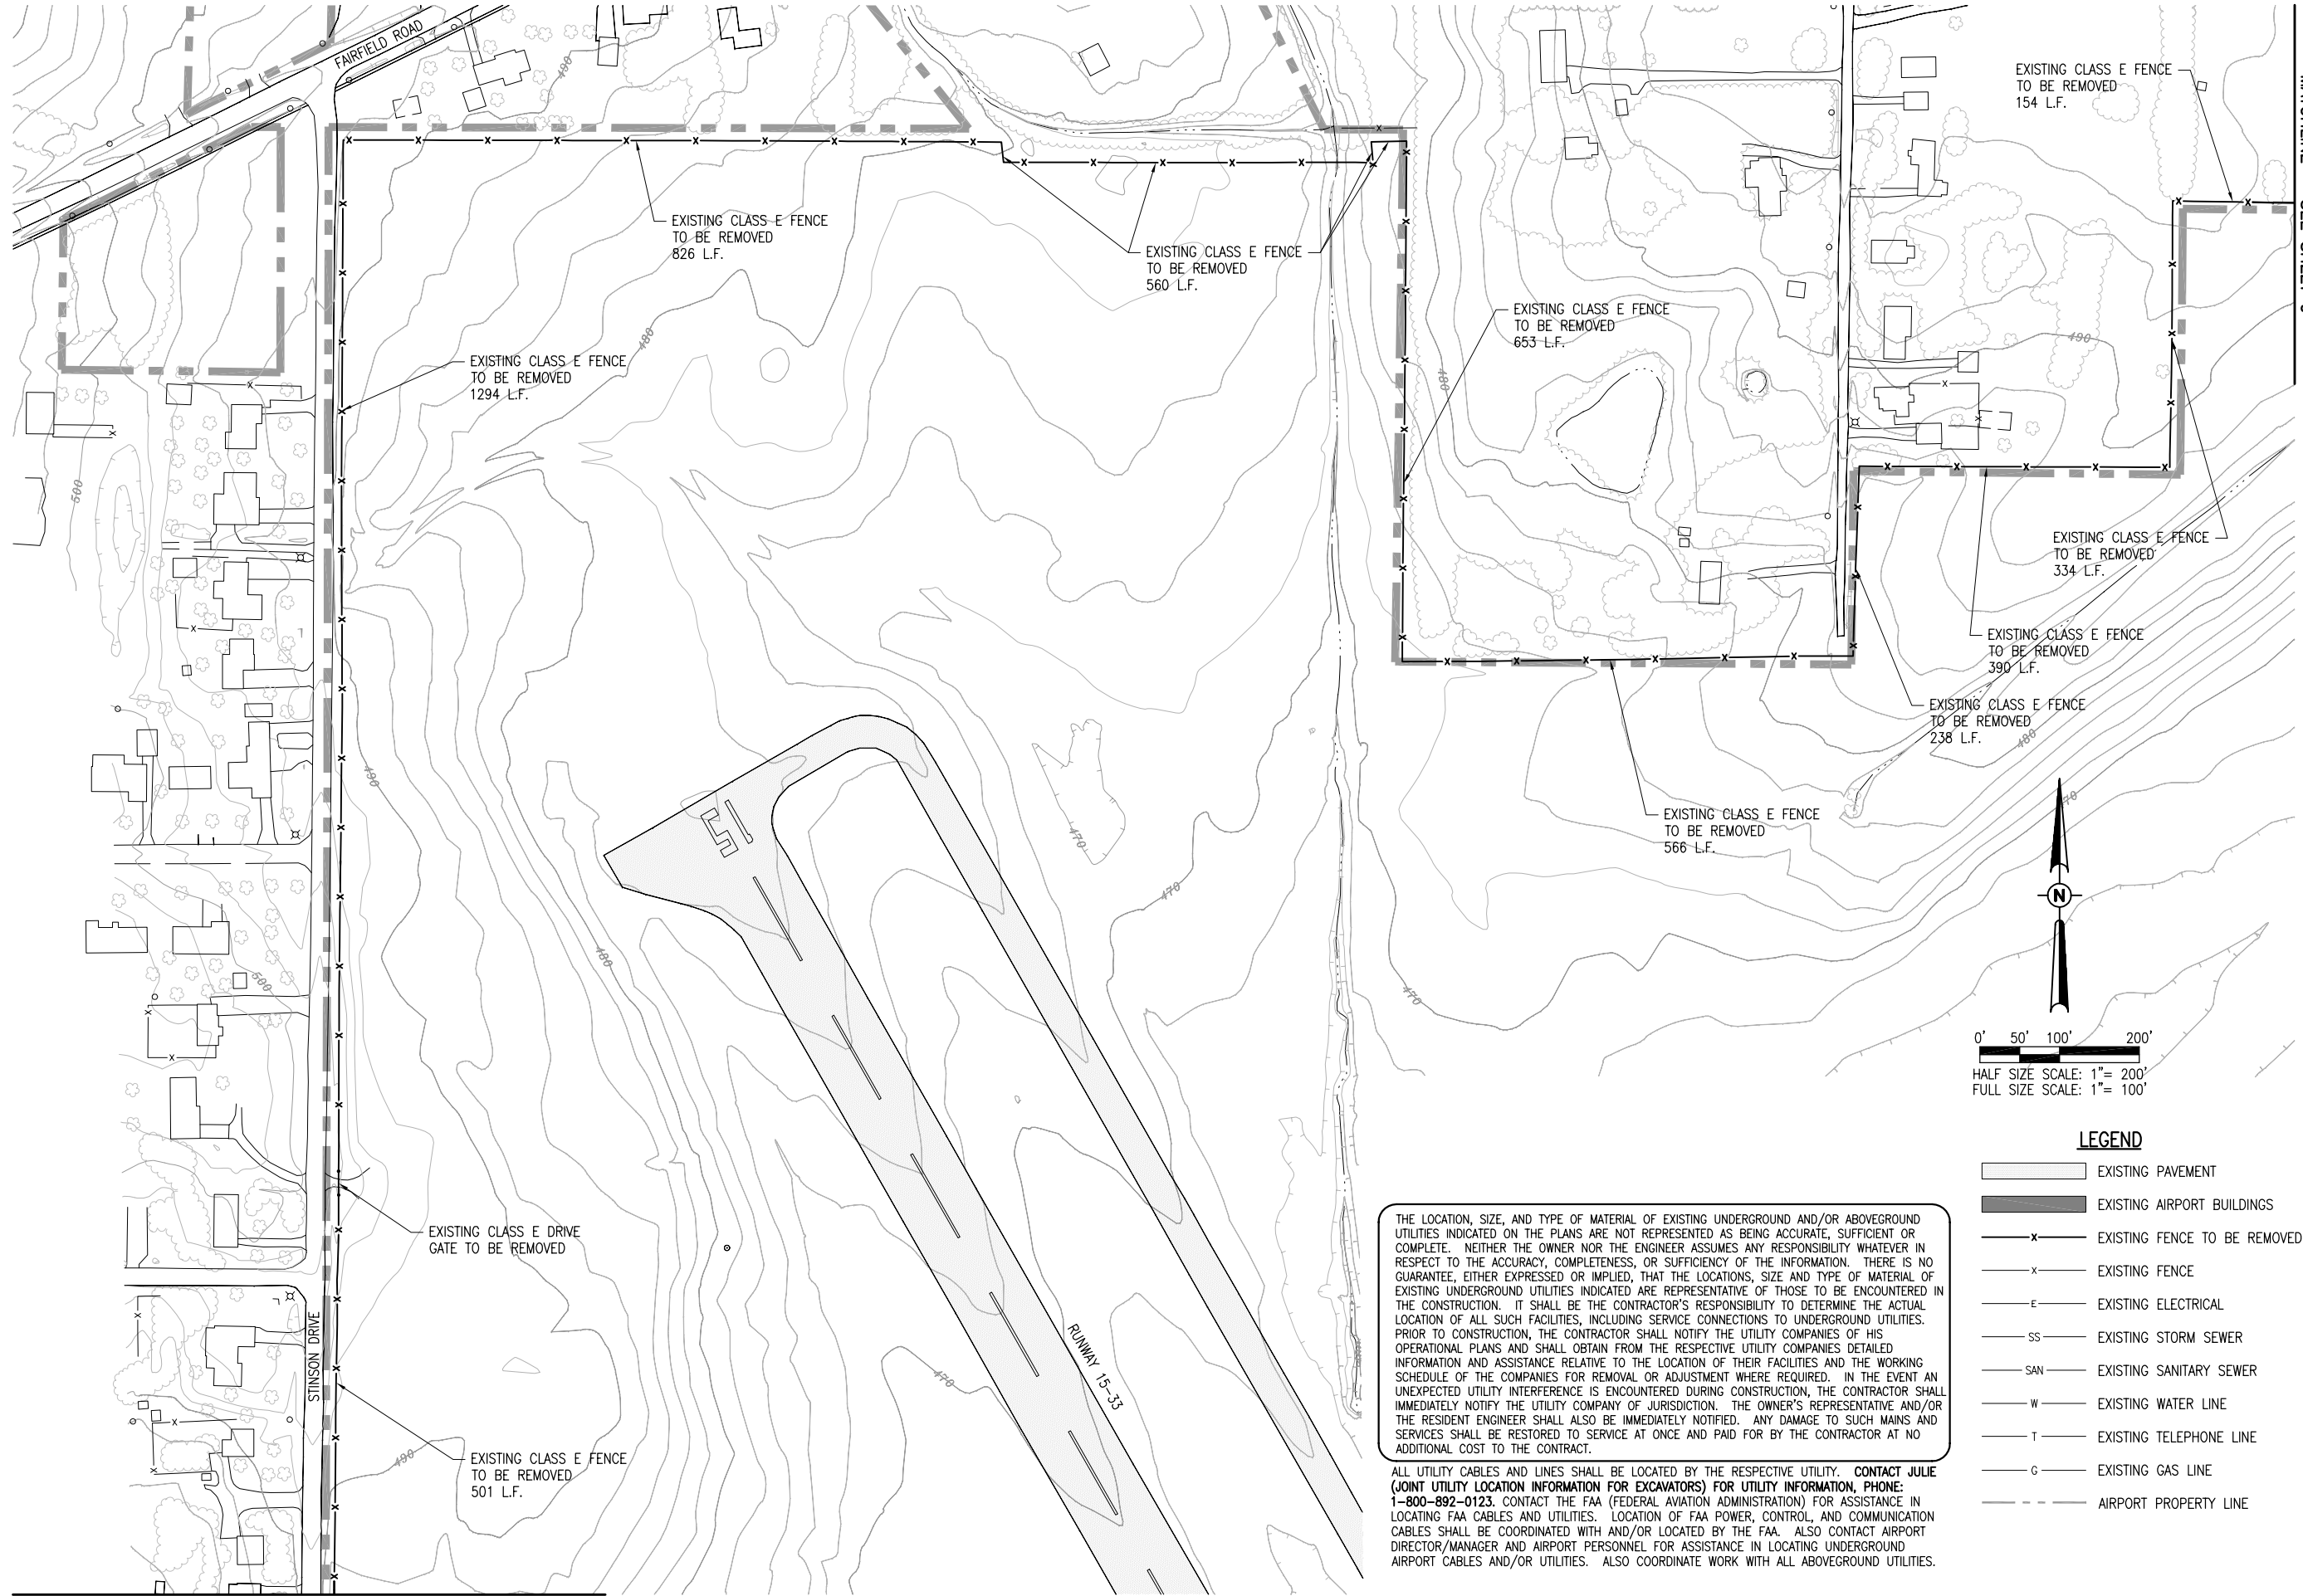 FAIRFIELD ROAD
490
EXISTING CLASS E FENCE
TO BE REMOVED
154 L.F.
EXISTING CLASS E FENCE
TO BE REMOVED
826 L.F.
EXISTING CLASS E FENCE
TO BE REMOVED
560 L.F.
EXISTING CLASS E FENCE
TO BE REMOVED
653 L.F.
480
490
480
EXISTING CLASS E FENCE
TO BE REMOVED
1294 L.F.
500
EXISTING CLASS E FENCE
TO BE REMOVED
334 L.F.
EXISTING CLASS E FENCE
TO BE REMOVED
390 L.F.
EXISTING CLASS E FENCE
TO BE REMOVED
238 L.F.
480
490
EXISTING CLASS E FENCE
TO BE REMOVED
566 L.F.
15
470
470
480
500
470
N
0' 50' 100' 200'
HALF SIZE SCALE: 1"= 200'
FULL SIZE SCALE: 1"= 100'
LEGEND
EXISTING PAVEMENT
EXISTING AIRPORT BUILDINGS
X EXISTING FENCE TO BE REMOVED
X EXISTING FENCE
E EXISTING ELECTRICAL
SS EXISTING STORM SEWER
SAN EXISTING SANITARY SEWER
W EXISTING WATER LINE
T EXISTING TELEPHONE LINE
G EXISTING GAS LINE
AIRPORT PROPERTY LINE
EXISTING CLASS E DRIVE
GATE TO BE REMOVED
STINSON DRIVE
RUNWAY 15-33
470
490
EXISTING CLASS E FENCE
TO BE REMOVED
501 L.F.
THE LOCATION, SIZE, AND TYPE OF MATERIAL OF EXISTING UNDERGROUND AND/OR ABOVEGROUND
UTILITIES INDICATED ON THE PLANS ARE NOT REPRESENTED AS BEING ACCURATE, SUFFICIENT OR
COMPLETE. NEITHER THE OWNER NOR THE ENGINEER ASSUMES ANY RESPONSIBILITY WHATEVER IN
RESPECT TO THE ACCURACY, COMPLETENESS, OR SUFFICIENCY OF THE INFORMATION. THERE IS NO
GUARANTEE, EITHER EXPRESSED OR IMPLIED, THAT THE LOCATIONS, SIZE AND TYPE OF MATERIAL OF
EXISTING UNDERGROUND UTILITIES INDICATED ARE REPRESENTATIVE OF THOSE TO BE ENCOUNTERED IN
THE CONSTRUCTION. IT SHALL BE THE CONTRACTOR'S RESPONSIBILITY TO DETERMINE THE ACTUAL
LOCATION OF ALL SUCH FACILITIES, INCLUDING SERVICE CONNECTIONS TO UNDERGROUND UTILITIES.
PRIOR TO CONSTRUCTION, THE CONTRACTOR SHALL NOTIFY THE UTILITY COMPANIES OF HIS
OPERATIONAL PLANS AND SHALL OBTAIN FROM THE RESPECTIVE UTILITY COMPANIES DETAILED
INFORMATION AND ASSISTANCE RELATIVE TO THE LOCATION OF THEIR FACILITIES AND THE WORKING
SCHEDULE OF THE COMPANIES FOR REMOVAL OR ADJUSTMENT WHERE REQUIRED. IN THE EVENT AN
UNEXPECTED UTILITY INTERFERENCE IS ENCOUNTERED DURING CONSTRUCTION, THE CONTRACTOR SHALL
IMMEDIATELY NOTIFY THE UTILITY COMPANY OF JURISDICTION. THE OWNER'S REPRESENTATIVE AND/OR
THE RESIDENT ENGINEER SHALL ALSO BE IMMEDIATELY NOTIFIED. ANY DAMAGE TO SUCH MAINS AND
SERVICES SHALL BE RESTORED TO SERVICE AT ONCE AND PAID FOR BY THE CONTRACTOR AT NO
ADDITIONAL COST TO THE CONTRACT.
ALL UTILITY CABLES AND LINES SHALL BE LOCATED BY THE RESPECTIVE UTILITY. CONTACT JULIE
(JOINT UTILITY LOCATION INFORMATION FOR EXCAVATORS) FOR UTILITY INFORMATION, PHONE:
1-800-892-0123. CONTACT THE FAA (FEDERAL AVIATION ADMINISTRATION) FOR ASSISTANCE IN
LOCATING FAA CABLES AND UTILITIES. LOCATION OF FAA POWER, CONTROL, AND COMMUNICATION
CABLES SHALL BE COORDINATED WITH AND/OR LOCATED BY THE FAA. ALSO CONTACT AIRPORT
DIRECTOR/MANAGER AND AIRPORT PERSONNEL FOR ASSISTANCE IN LOCATING UNDERGROUND
AIRPORT CABLES AND/OR UTILITIES. ALSO COORDINATE WORK WITH ALL ABOVEGROUND UTILITIES.